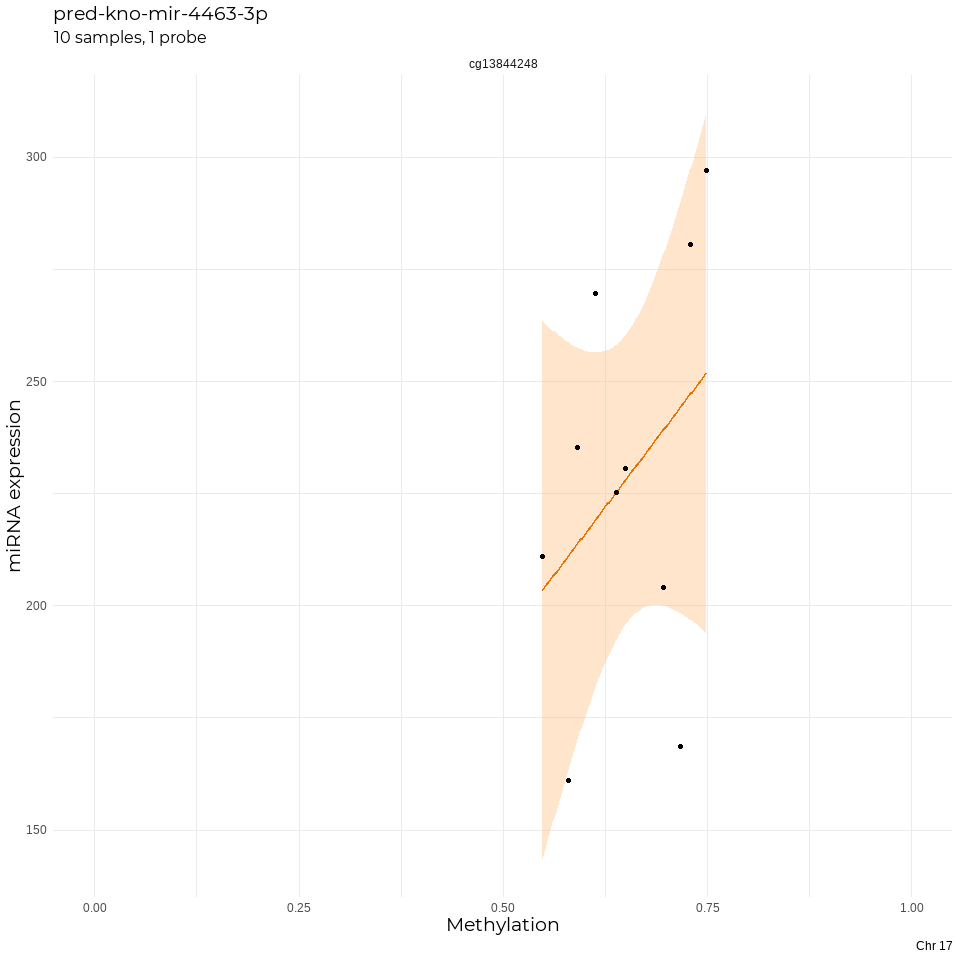 pred-kno-mir-4463-3p
10 samples, 1 probe
cg13844248
miRNA expression
300
250
200
150
0.00
0.25
0.50
0.75
1.00
Methylation
Chr 17